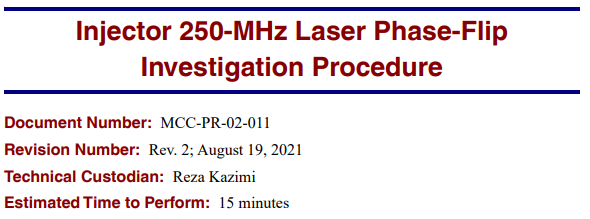 Injector 250-MHz Laser Phase-Flip
Investigation Procedure
Document Number: MCC-PR-02-011
Revision Number: Rev. 2; August 19, 2021
Technical Custodian: Reza Kazimi
Estimated Time to Perform: 15 minutes